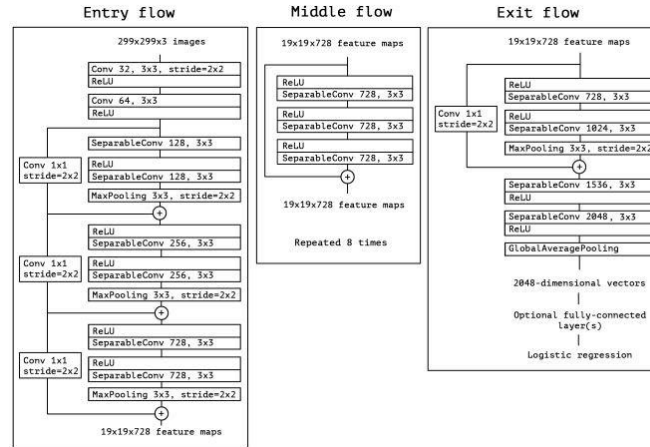 Entry flow
299x299x3 images
Conv 32, 3x3, stride=2x2
ReLU
Conv 64, 3x3
ReLU
SeparableConv 128, 3x3
Conv 1x1
stride=2x2
ReLU
SeparableConv 128, 3x3
MaxPooling 3x3, stride=2x2
+
ReLU
SeparableConv 256, 3x3
Conv 1x1
stride=2x2
ReLU
SeparableConv 256, 3x3
MaxPooling 3x3, stride=2x2
+
ReLU
SeparableConv 728, 3x3
Conv 1x1
stride=2x2
ReLU
SeparableConv 728, 3x3
MaxPooling 3x3, stride=2x2
+
19x19x728 feature maps
Middle flow
19x19x728 feature maps
ReLU
SeparableConv 728, 3x3
ReLU
SeparableConv 728, 3x3
ReLU
SeparableConv 728, 3x3
+
19x19x728 feature maps
Repeated 8 times
Exit flow
19x19x728 feature maps
ReLU
SeparableConv 728, 3x3
Conv 1x1
stride=2x2
ReLU
SeparableConv 1024, 3x3
MaxPooling 3x3, stride=2x2
+
SeparableConv 1536, 3x3
ReLU
SeparableConv 2048, 3x3
ReLU
GlobalAveragePooling
2048-dimensional vectors
Optional fully-connected
layer(s)
Logistic regression